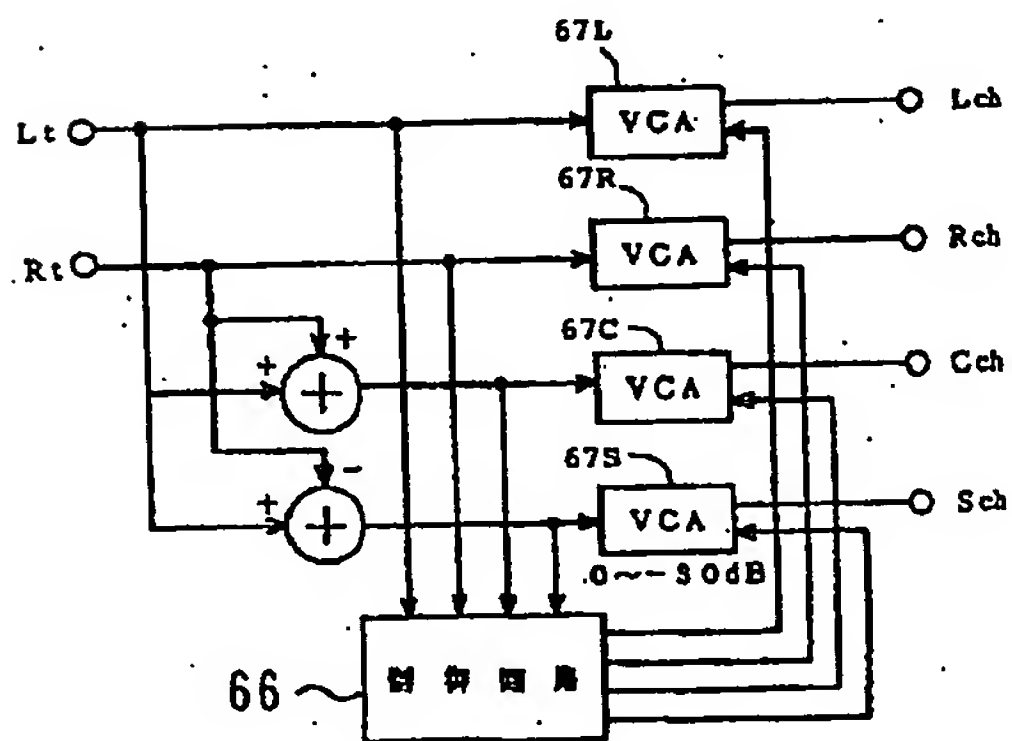 67L
Lt
VCA
Lch
67R
Rt
VCA
Rch
67C
+
+
VCA
Cch
67S
+
-
VCA
Sch
0~-30dB
66
制御回路